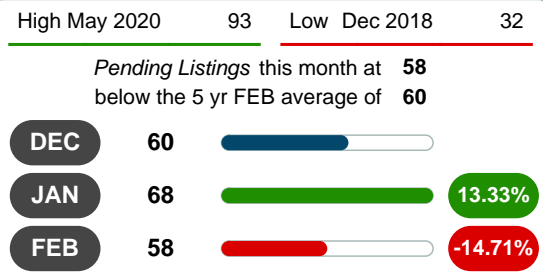 High May 2020 93 Low Dec 2018 32
Pending Listings this month at 58
below the 5 yr FEB average of 60
DEC 60
JAN 68 13.33%
FEB 58 -14.71%